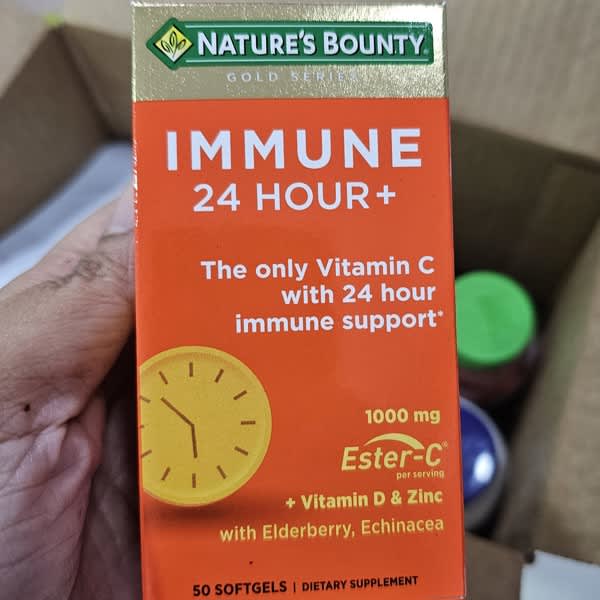 NATURE'S BOUNTY®
GOLD SERIES
IMMUNE
24 HOUR+
The only Vitamin C
with 24 hour
immune support*
1000 mg
Ester-C®
per serving
+ Vitamin D & Zinc
with Elderberry, Echinacea
50 SOFTGELS | DIETARY SUPPLEMENT